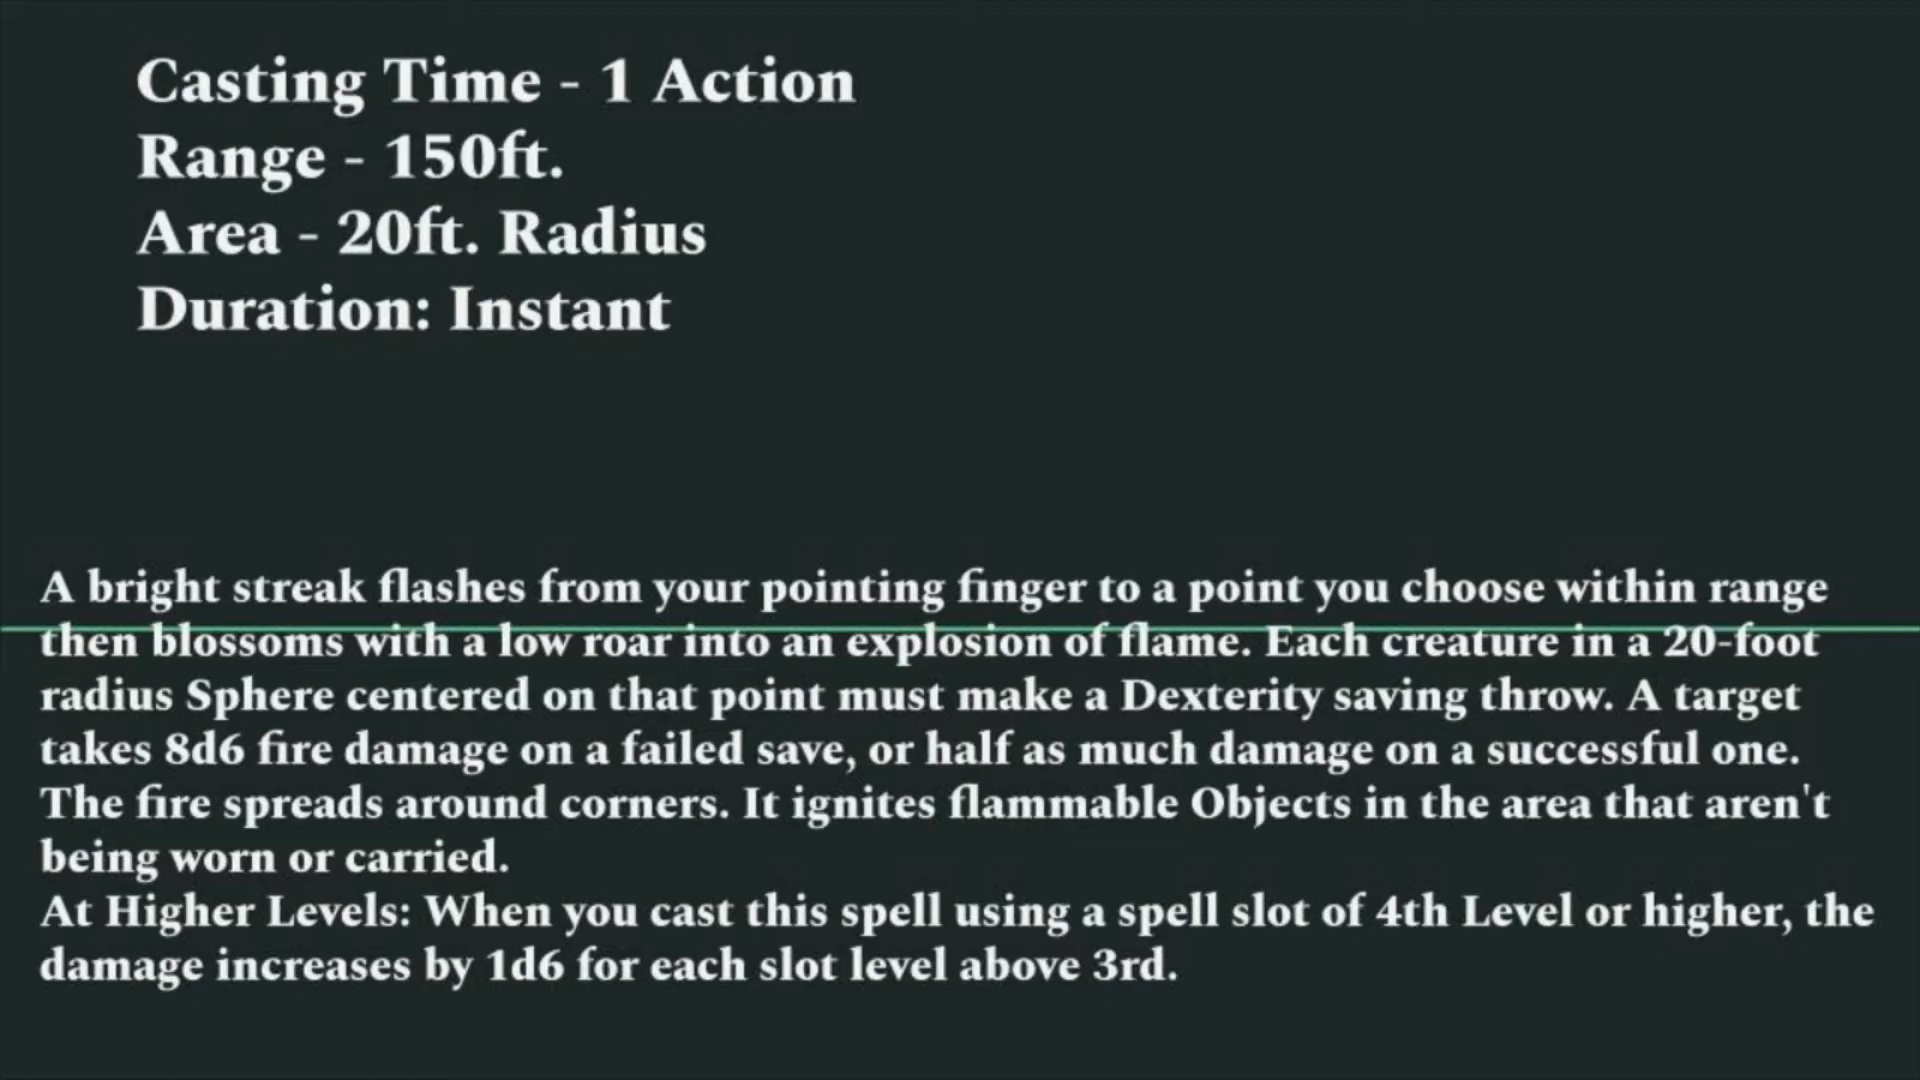 Casting Time - 1 Action
Range - 150ft.
Area - 20ft. Radius
Duration: Instant
A bright streak flashes from your pointing finger to a point you choose within range
then blossoms with a low roar into an explosion of flame. Each creature in a 20-foot
radius Sphere centered on that point must make a Dexterity saving throw. A target
takes 8d6 fire damage on a failed save, or half as much damage on a successful one.
The fire spreads around corners. It ignites flammable Objects in the area that aren't
being worn or carried.
At Higher Levels: When you cast this spell using a spell slot of 4th Level or higher, the
damage increases by 1d6 for each slot level above 3rd.